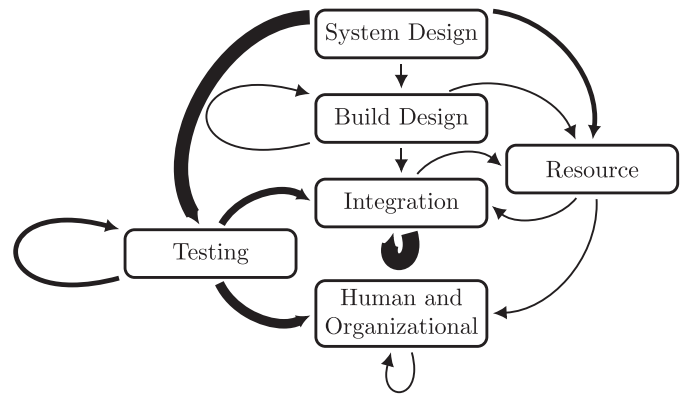 System Design
Build Design
Resource
Integration
Testing
Human and
Organizational